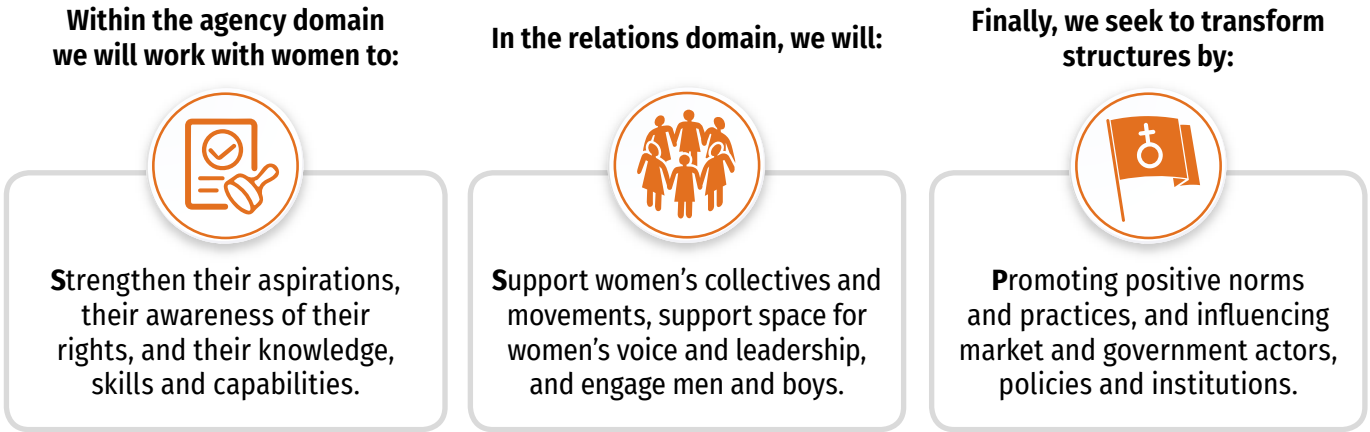 Within the agency domain
we will work with women to:
Strengthen their aspirations,
their awareness of their
rights, and their knowledge,
skills and capabilities.
In the relations domain, we will:
Support women’s collectives and
movements, support space for
women’s voice and leadership,
and engage men and boys.
Finally, we seek to transform
structures by:
Promoting positive norms
and practices, and influencing
market and government actors,
policies and institutions.